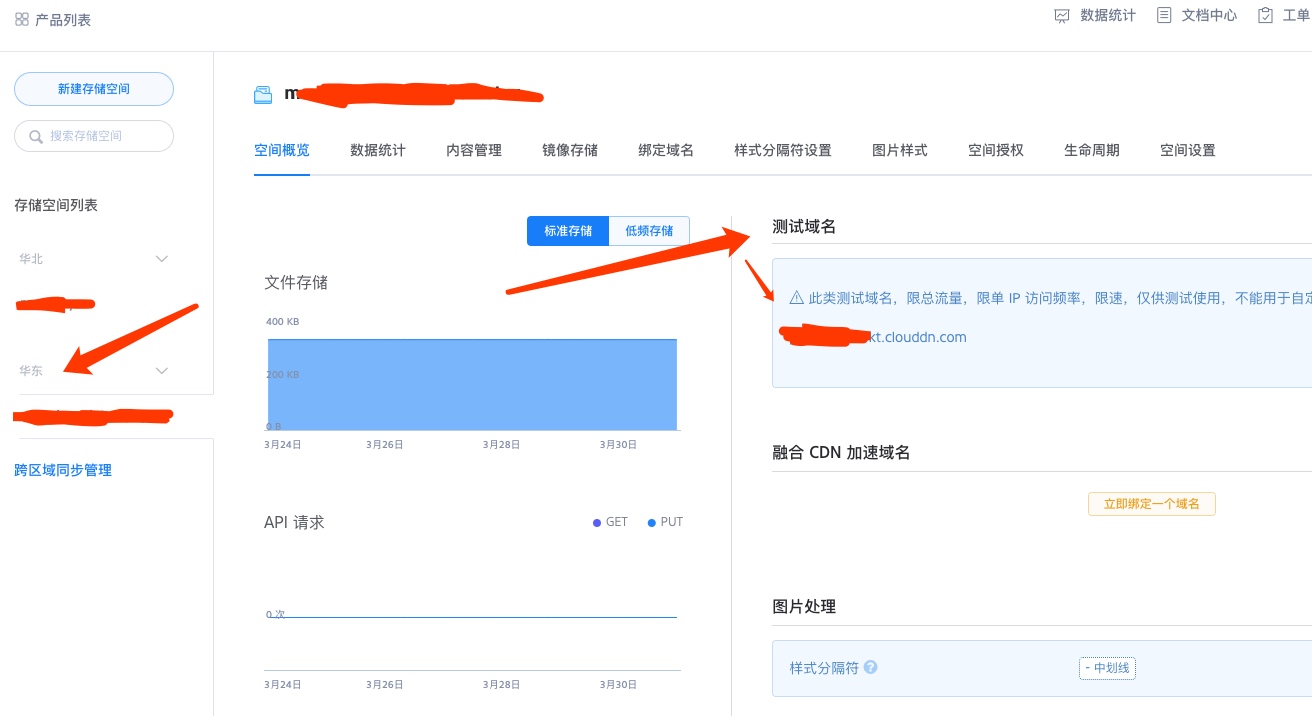 产品列表
数据统计 文档中心 工单
新建存储空间
搜索存储空间
存储空间列表
华北
华东
跨区域同步管理
m
空间概览 数据统计 内容管理 镜像存储 绑定域名 样式分隔符设置 图片样式 空间授权 生命周期 空间设置
标准存储 低频存储
文件存储
400 KB
200 KB
0 B
3月24日 3月26日 3月28日 3月30日
API 请求
GET PUT
0 次
3月24日 3月26日 3月28日 3月30日
测试域名
此类测试域名，限总流量，限单 IP 访问频率，限速，仅供测试使用，不能用于自定
kt.clouddn.com
融合 CDN 加速域名
立即绑定一个域名
图片处理
样式分隔符 ?
- 中划线